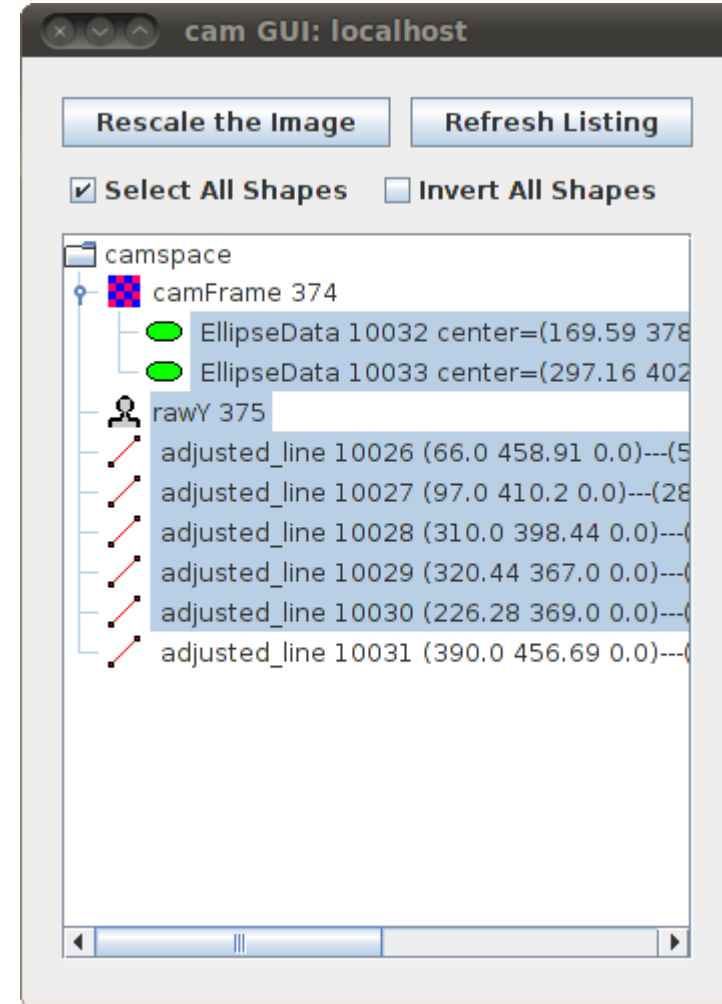 cam GUI: localhost
Rescale the Image Refresh Listing
Select All Shapes Invert All Shapes
camspace
camFrame 374
EllipseData 10032 center=(169.59 378
EllipseData 10033 center=(297.16 402
rawY 375
adjusted_line 10026 (66.0 458.91 0.0)---(5
adjusted_line 10027 (97.0 410.2 0.0)---(28
adjusted_line 10028 (310.0 398.44 0.0)---(
adjusted_line 10029 (320.44 367.0 0.0)---(
adjusted_line 10030 (226.28 369.0 0.0)---(
adjusted_line 10031 (390.0 456.69 0.0)---(